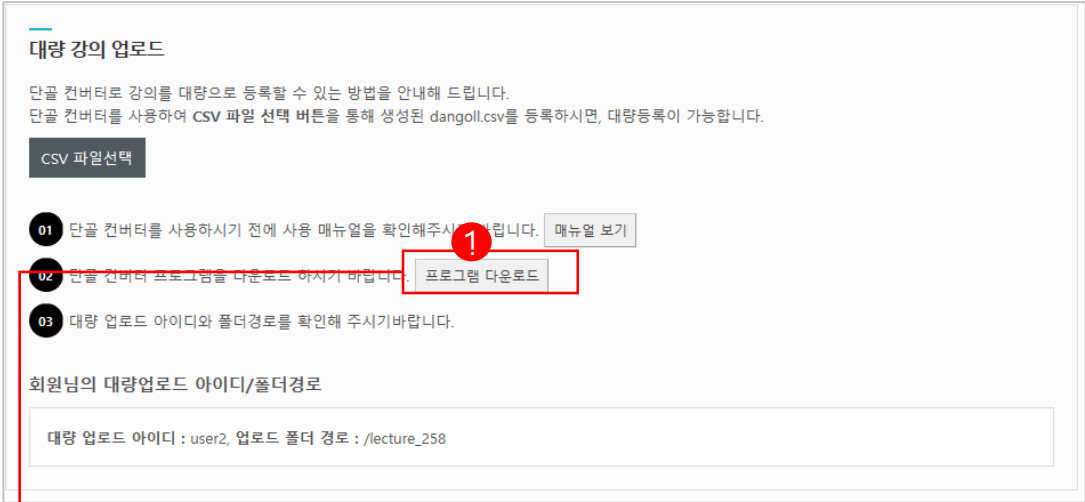 대량 강의 업로드
단골 컨버터로 강의를 대량으로 등록할 수 있는 방법을 안내해 드립니다.
단골 컨버터를 사용하여 CSV 파일 선택 버튼을 통해 생성된 dangoll.csv를 등록하시면, 대량등록이 가능합니다.
CSV 파일선택
01 단골 컨버터를 사용하시기 전에 사용 매뉴얼을 확인해주시 랍니다. 매뉴얼 보기
1
02 단골 컨버터 프로그램을 다운로드 하시기 바랍니다. 프로그램 다운로드
03 대량 업로드 아이디와 폴더경로를 확인해 주시기바랍니다.
회원님의 대량업로드 아이디/폴더경로
대량 업로드 아이디 : user2, 업로드 폴더 경로 : /lecture_258